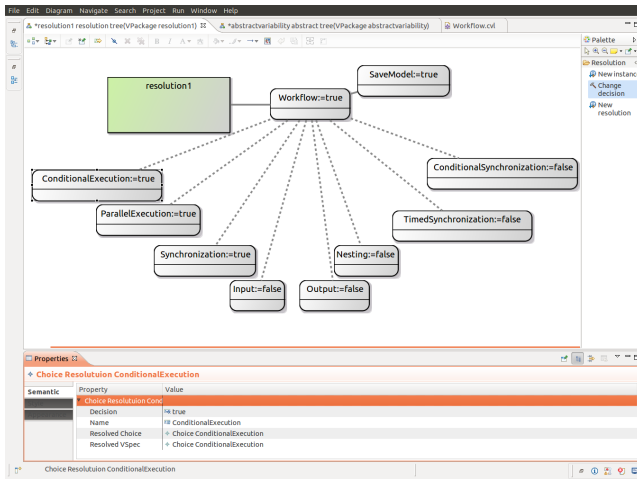 File Edit Diagram Navigate Search Project Run Window Help
*resolution1 resolution tree(VPackage resolution1)
*abstractvariability abstract tree(VPackage abstractvariability)
Workflow.cvl
Palette
Resolution
New instance
Change
decision
New
resolution
resolution1
SaveModel:=true
Workflow:=true
ConditionalSynchronization:=false
ConditionalExecution:=true
ParallelExecution:=true
TimedSynchronization:=false
Synchronization:=true
Nesting:=false
Input:=false
Output:=false
Properties
Choice Resolutuion ConditionalExecution
Semantic
Property Value
Choice Resolutuion Cond
Decision true
Name ConditionalExecution
Resolved Choice Choice ConditionalExecution
Resolved VSpec Choice ConditionalExecution
Choice Resolutuion ConditionalExecution